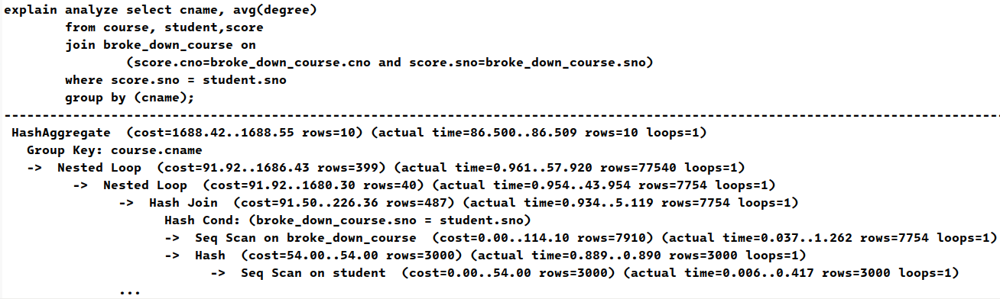 explain analyze select cname, avg(degree)
from course, student,score
join broke_down_course on
(score.cno=broke_down_course.cno and score.sno=broke_down_course.sno)
where score.sno = student.sno
group by (cname);
--------------------------------------------------------------------------------------------------------------------------------------
HashAggregate  (cost=1688.42..1688.55 rows=10) (actual time=86.500..86.509 rows=10 loops=1)
Group Key: course.cname
->  Nested Loop  (cost=91.92..1686.43 rows=399) (actual time=0.961..57.920 rows=77540 loops=1)
->  Nested Loop  (cost=91.92..1680.30 rows=40) (actual time=0.954..43.954 rows=7754 loops=1)
->  Hash Join  (cost=91.50..226.36 rows=487) (actual time=0.934..5.119 rows=7754 loops=1)
Hash Cond: (broke_down_course.sno = student.sno)
->  Seq Scan on broke_down_course  (cost=0.00..114.10 rows=7910) (actual time=0.037..1.262 rows=7754 loops=1)
->  Hash  (cost=54.00..54.00 rows=3000) (actual time=0.889..0.890 rows=3000 loops=1)
->  Seq Scan on student  (cost=0.00..54.00 rows=3000) (actual time=0.006..0.417 rows=3000 loops=1)
...